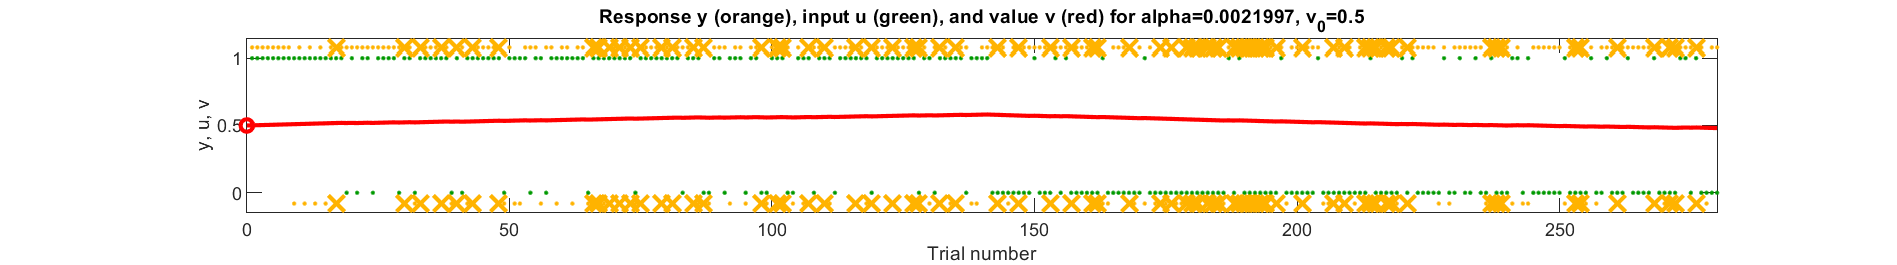 Response y (orange), input u (green), and value v (red) for alpha=0.0021997, v0=0.5
y, u, v
1
0.5
0
0 50 100 150 200 250
Trial number